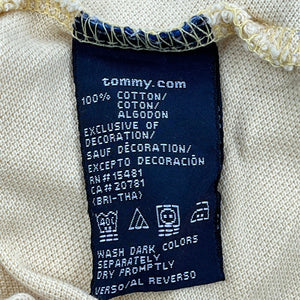 tommy.com
100% COTTON/
COTON/
ALGODON
EXCLUSIVE OF
DECORATION/
SAUF DÉCORATION/
EXCEPTO DECORACIÓN
RN#15481
CA#20781
(BRI-THA)
WASH DARK COLORS
SEPARATELY
DRY PROMPTLY
VERSO/AL REVERSO